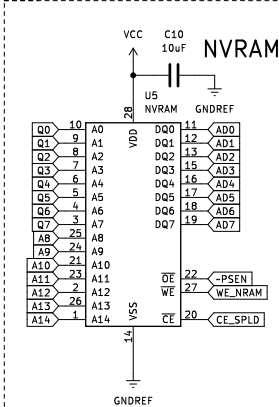 VCC
C10
10uF
NVRAM
U5
NVRAM
GNDREF
28
VDD
Q0 10 A0 DQ0 11 AD0
Q1 9 A1 DQ1 12 AD1
Q2 8 A2 DQ2 13 AD2
Q3 7 A3 DQ3 15 AD3
Q4 6 A4 DQ4 16 AD4
Q5 5 A5 DQ5 17 AD5
Q6 4 A6 DQ6 18 AD6
Q7 3 A7 DQ7 19 AD7
A8 25 A8
A9 24 A9
A10 21 A10
A11 23 A11 OE 22 ~PSEN
A12 2 A12 WE 27 WE_NRAM
A13 26 A13
A14 1 A14 CE 20 CE_SPLD
VSS
14
GNDREF